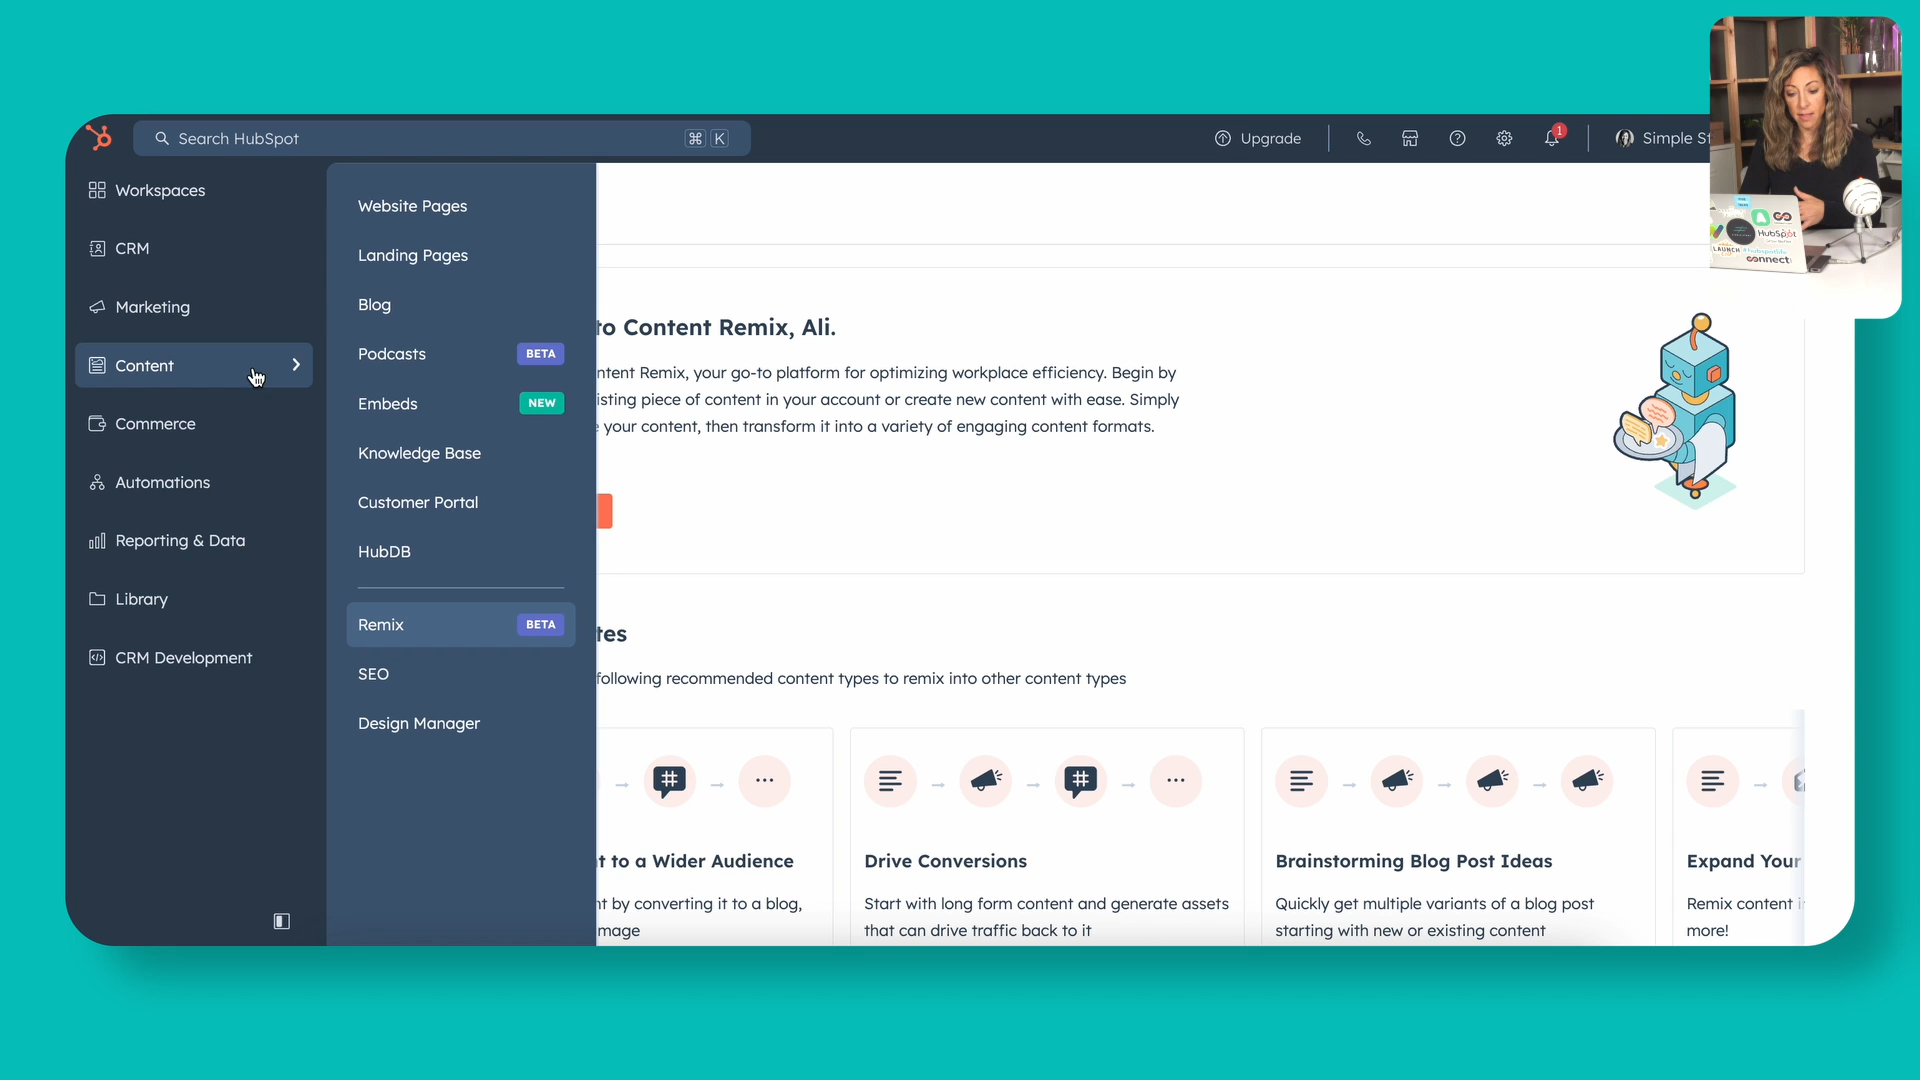 Search HubSpot
⌘ K
Upgrade
1
Simple St
Workspaces
CRM
Marketing
Content
Commerce
Automations
Reporting & Data
Library
CRM Development
Website Pages
Landing Pages
Blog
Podcasts BETA
Embeds NEW
Knowledge Base
Customer Portal
HubDB
Remix BETA
SEO
Design Manager
to Content Remix, Ali.
ntent Remix, your go-to platform for optimizing workplace efficiency. Begin by
isting piece of content in your account or create new content with ease. Simply
e your content, then transform it into a variety of engaging content formats.
tes
following recommended content types to remix into other content types
t to a Wider Audience
nt by converting it to a blog,
mage
Drive Conversions
Start with long form content and generate assets
that can drive traffic back to it
Brainstorming Blog Post Ideas
Quickly get multiple variants of a blog post
starting with new or existing content
Expand Your
Remix content i
more!
HubSpot
LAUNCH
connect